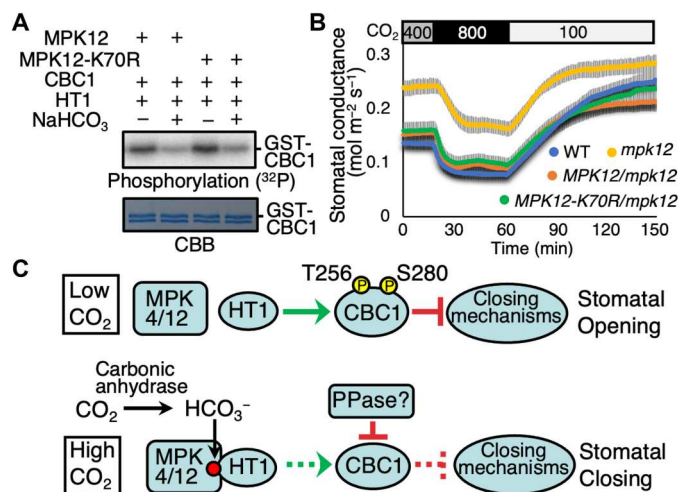 A
MPK12 + +
MPK12-K70R + +
CBC1 + + + +
HT1 + + + +
NaHCO₃ − + − +
GST-
CBC1
Phosphorylation (³²P)
GST-
CBC1
CBB
B
CO₂ 400 800 100
Stomatal conductance
(mol m⁻² s⁻¹)
0.3
0.2
0.1
0
WT mpk12
MPK12/mpk12
MPK12-K70R/mpk12
0 30 60 90 120 150
Time (min)
C
Low
CO₂
MPK
4/12
HT1
T256 S280
P P
CBC1
Closing
mechanisms
Stomatal
Opening
Carbonic
anhydrase
CO₂ HCO₃⁻
PPase?
High
CO₂
MPK
4/12
HT1
CBC1
Closing
mechanisms
Stomatal
Closing